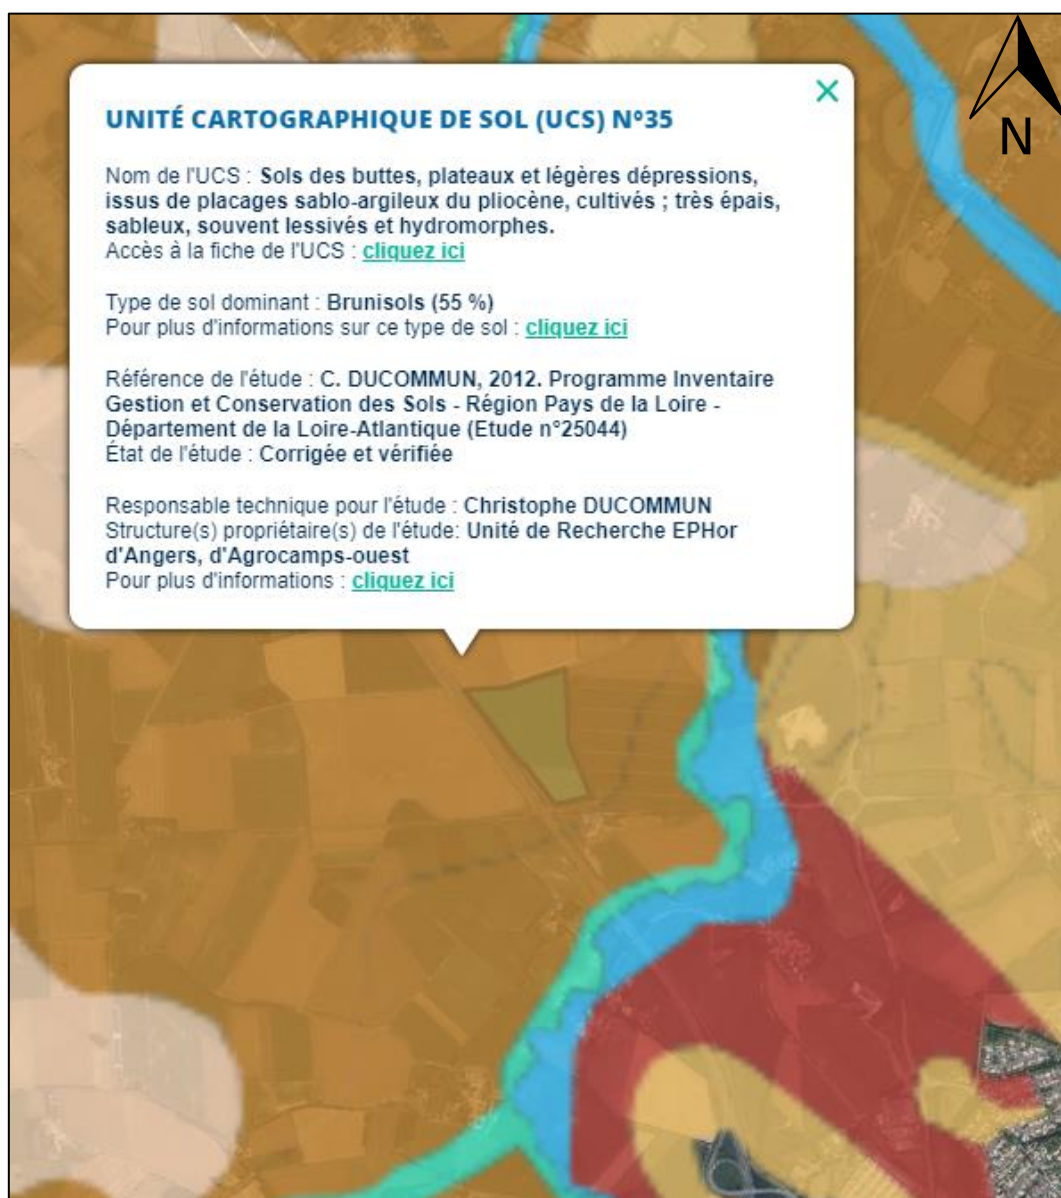 N
UNITÉ CARTOGRAPHIQUE DE SOL (UCS) N°35
Nom de l'UCS : Sols des buttes, plateaux et légères dépressions,
issus de placages sablo-argileux du pliocène, cultivés ; très épais,
sableux, souvent lessivés et hydromorphes.
Accès à la fiche de l'UCS : cliquez ici
Type de sol dominant : Brunisols (55 %)
Pour plus d'informations sur ce type de sol : cliquez ici
Référence de l'étude : C. DUCOMMUN, 2012. Programme Inventaire
Gestion et Conservation des Sols - Région Pays de la Loire -
Département de la Loire-Atlantique (Etude n°25044)
État de l'étude : Corrigée et vérifiée
Responsable technique pour l'étude : Christophe DUCOMMUN
Structure(s) propriétaire(s) de l'étude: Unité de Recherche EPHor
d'Angers, d'Agrocamps-ouest
Pour plus d'informations : cliquez ici